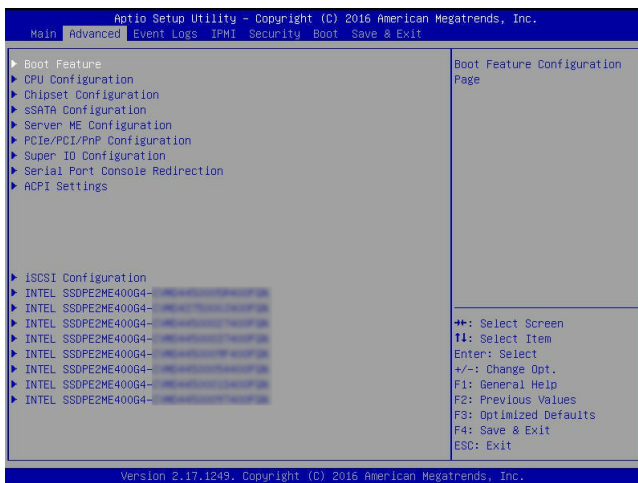 Aptio Setup Utility – Copyright (C) 2016 American Megatrends, Inc.
Main Advanced Event Logs IPMI Security Boot Save & Exit
Boot Feature
CPU Configuration
Chipset Configuration
sSATA Configuration
Server ME Configuration
PCIe/PCI/PnP Configuration
Super IO Configuration
Serial Port Console Redirection
ACPI Settings
iSCSI Configuration
INTEL SSDPE2ME400G4-
INTEL SSDPE2ME400G4-
INTEL SSDPE2ME400G4-
INTEL SSDPE2ME400G4-
INTEL SSDPE2ME400G4-
INTEL SSDPE2ME400G4-
INTEL SSDPE2ME400G4-
INTEL SSDPE2ME400G4-
Boot Feature Configuration
Page
→←: Select Screen
↑↓: Select Item
Enter: Select
+/-: Change Opt.
F1: General Help
F2: Previous Values
F3: Optimized Defaults
F4: Save & Exit
ESC: Exit
Version 2.17.1249. Copyright (C) 2016 American Megatrends, Inc.